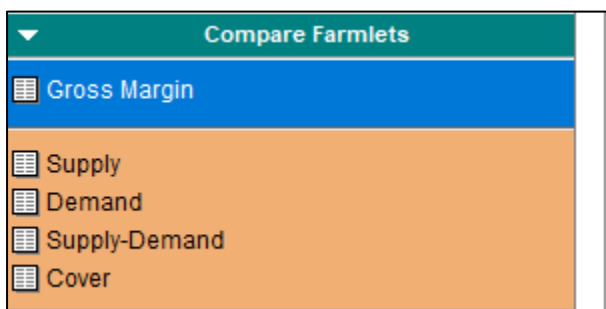 Compare Farmlets
Gross Margin
Supply
Demand
Supply-Demand
Cover